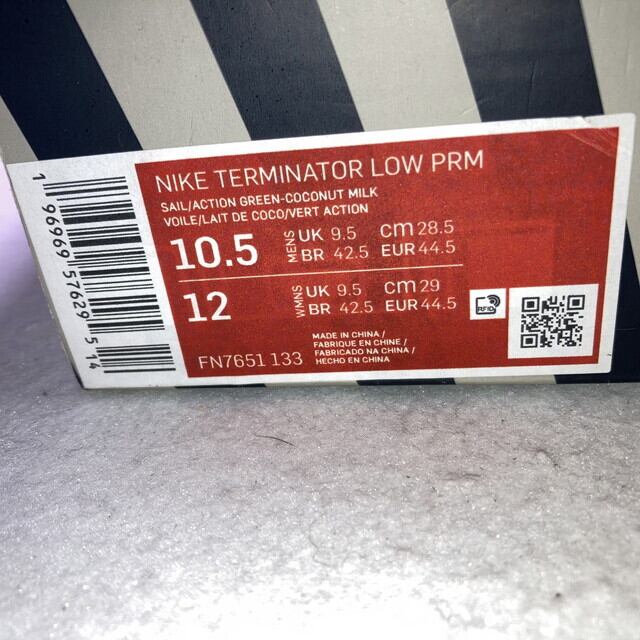 NIKE TERMINATOR LOW PRM
SAIL/ACTION GREEN-COCONUT MILK
VOILE/LAIT DE COCO/VERT ACTION
10.5 MENS UK 9.5 cm 28.5
BR 42.5 EUR 44.5
12 WMNS UK 9.5 cm 29
BR 42.5 EUR 44.5
RFID
FN7651 133
MADE IN CHINA /
FABRIQUE EN CHINE /
FABRICADO NA CHINA /
HECHO EN CHINA
1 96969 57629 5 14